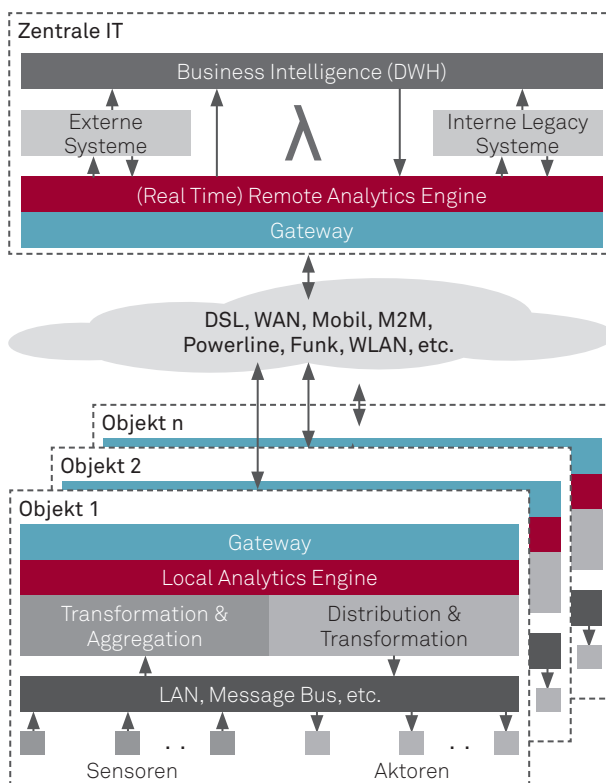 Zentrale IT
Business Intelligence (DWH)
Externe
Systeme
λ
Interne Legacy
Systeme
(Real Time) Remote Analytics Engine
Gateway
DSL, WAN, Mobil, M2M,
Powerline, Funk, WLAN, etc.
Objekt n
Objekt 2
Objekt 1
Gateway
Local Analytics Engine
Transformation &
Aggregation
Distribution &
Transformation
LAN, Message Bus, etc.
. .
. .
Sensoren
Aktoren